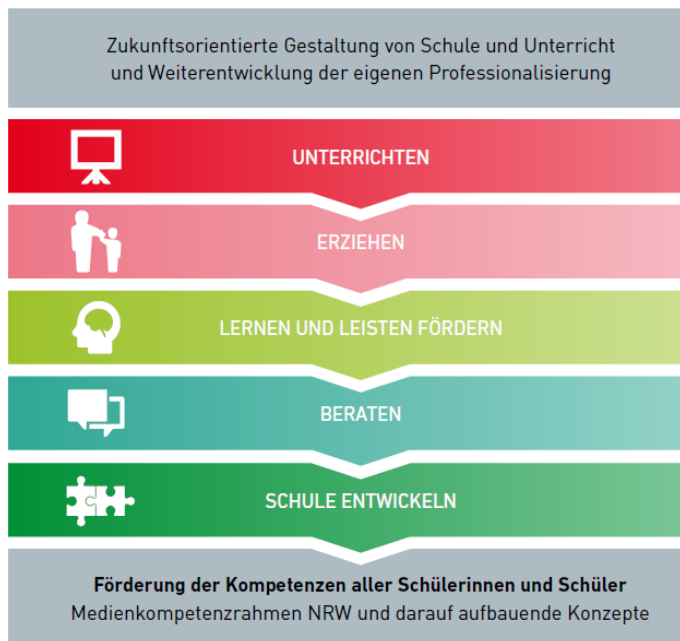 Zukunftsorientierte Gestaltung von Schule und Unterricht
und Weiterentwicklung der eigenen Professionalisierung
UNTERRICHTEN
ERZIEHEN
LERNEN UND LEISTEN FÖRDERN
BERATEN
SCHULE ENTWICKELN
Förderung der Kompetenzen aller Schülerinnen und Schüler
Medienkompetenzrahmen NRW und darauf aufbauende Konzepte